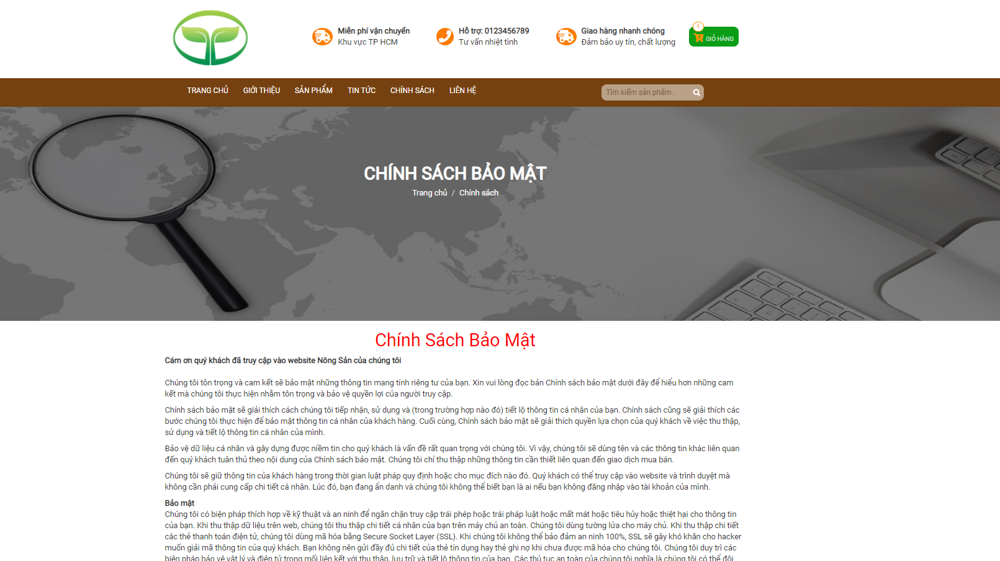 Miễn phí vận chuyển
Khu vực TP HCM
Hỗ trợ: 0123456789
Tư vấn nhiệt tình
Giao hàng nhanh chóng
Đảm bảo uy tín, chất lượng
1
GIỎ HÀNG
TRANG CHỦ
GIỚI THIỆU
SẢN PHẨM
TIN TỨC
CHÍNH SÁCH
LIÊN HỆ
Tìm kiếm sản phẩm..
CHÍNH SÁCH BẢO MẬT
Trang chủ / Chính sách
Chính Sách Bảo Mật
Cám ơn quý khách đã truy cập vào website Nông Sản của chúng tôi
Chúng tôi tôn trọng và cam kết sẽ bảo mật những thông tin mang tính riêng tư của bạn. Xin vui lòng đọc bản Chính sách bảo mật dưới đây để hiểu hơn những cam
kết mà chúng tôi thực hiện nhằm tôn trọng và bảo vệ quyền lợi của người truy cập.
Chính sách bảo mật sẽ giải thích cách chúng tôi tiếp nhận, sử dụng và (trong trường hợp nào đó) tiết lộ thông tin cá nhân của bạn. Chính sách cũng sẽ giải thích các
bước chúng tôi thực hiện để bảo mật thông tin cá nhân của khách hàng. Cuối cùng, Chính sách bảo mật sẽ giải thích quyền lựa chọn của quý khách về việc thu thập,
sử dụng và tiết lộ thông tin cá nhân của mình.
Bảo vệ dữ liệu cá nhân và gây dựng được niềm tin cho quý khách là vấn đề rất quan trọng với chúng tôi. Vì vậy, chúng tôi sẽ dùng tên và các thông tin khác liên quan
đến quý khách tuân thủ theo nội dung của Chính sách bảo mật. Chúng tôi chỉ thu thập những thông tin cần thiết liên quan đến giao dịch mua bán.
Chúng tôi sẽ giữ thông tin của khách hàng trong thời gian luật pháp quy định hoặc cho mục đích nào đó. Quý khách có thể truy cập vào website và trình duyệt mà
không cần phải cung cấp chi tiết cá nhân. Lúc đó, bạn đang ẩn danh và chúng tôi không thể biết bạn là ai nếu bạn không đăng nhập vào tài khoản của mình.
Bảo mật
Chúng tôi có biện pháp thích hợp về kỹ thuật và an ninh để ngăn chặn truy cập trái phép hoặc trái pháp luật hoặc mất mát hoặc tiêu hủy hoặc thiệt hại cho thông tin
của bạn. Khi thu thập dữ liệu trên web, chúng tôi thu thập chi tiết cá nhân của bạn trên máy chủ an toàn. Chúng tôi dùng tường lửa cho máy chủ. Khi thu thập chi tiết
các thẻ thanh toán điện tử, chúng tôi dùng mã hóa bằng Secure Socket Layer (SSL). Khi chúng tôi không thể bảo đảm an ninh 100%, SSL sẽ gây khó khăn cho hacker
muốn giải mã thông tin của quý khách. Bạn không nên gửi đầy đủ chi tiết của thẻ tín dụng hay thẻ ghi nợ khi chưa được mã hóa cho chúng tôi. Chúng tôi duy trì các
biện pháp bảo vệ vật lý và điện tử trong mối liên kết với thu thập, lưu trữ và tiết lộ thông tin của bạn. Các thủ tục an toàn của chúng tôi nghĩa là chúng tôi có thể đôi